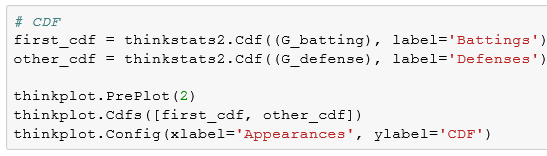 # CDF
first_cdf = thinkstats2.Cdf((G_batting), label='Battings')
other_cdf = thinkstats2.Cdf((G_defense), label='Defenses')
thinkplot.PrePlot(2)
thinkplot.Cdfs([first_cdf, other_cdf])
thinkplot.Config(xlabel='Appearances', ylabel='CDF')